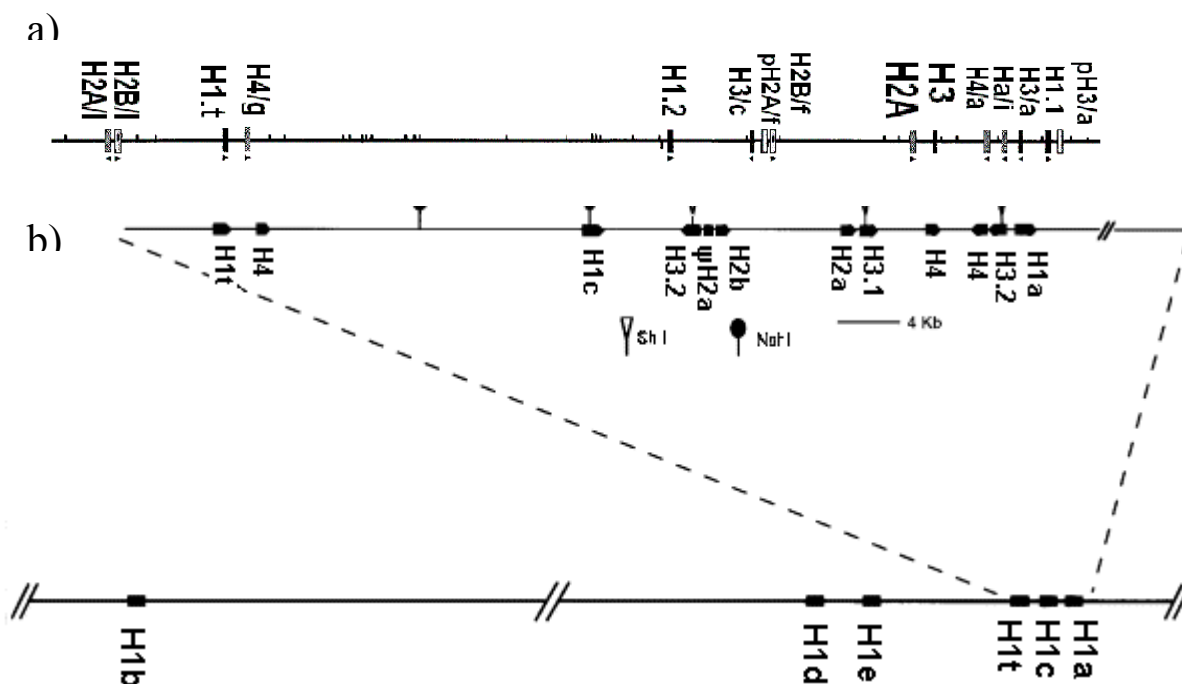 a)
H2A/l H2B/l H1.t H4/g H1.2 H3/c pH2A/f H2B/f H2A H3 H4/a Ha/i H3/a H1.1 pH3/a
b)
H1t H4 H1c H3.2 ψH2a H2b H2a H3.1 H4 H4 H3.2 H1a
Sh I NotI 4 Kb
H1b H1d H1e H1t H1c H1a